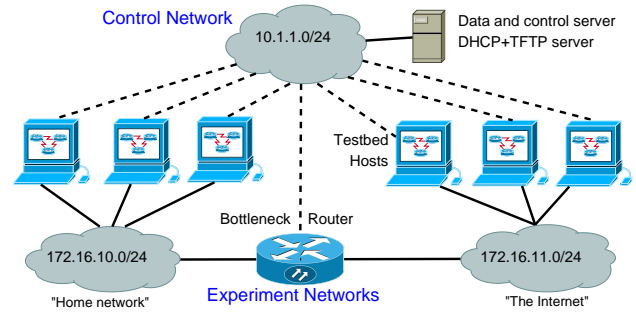 Control Network
10.1.1.0/24
Data and control server
DHCP+TFTP server
Testbed
Hosts
Bottleneck Router
172.16.10.0/24
172.16.11.0/24
"Home network"
Experiment Networks
"The Internet"